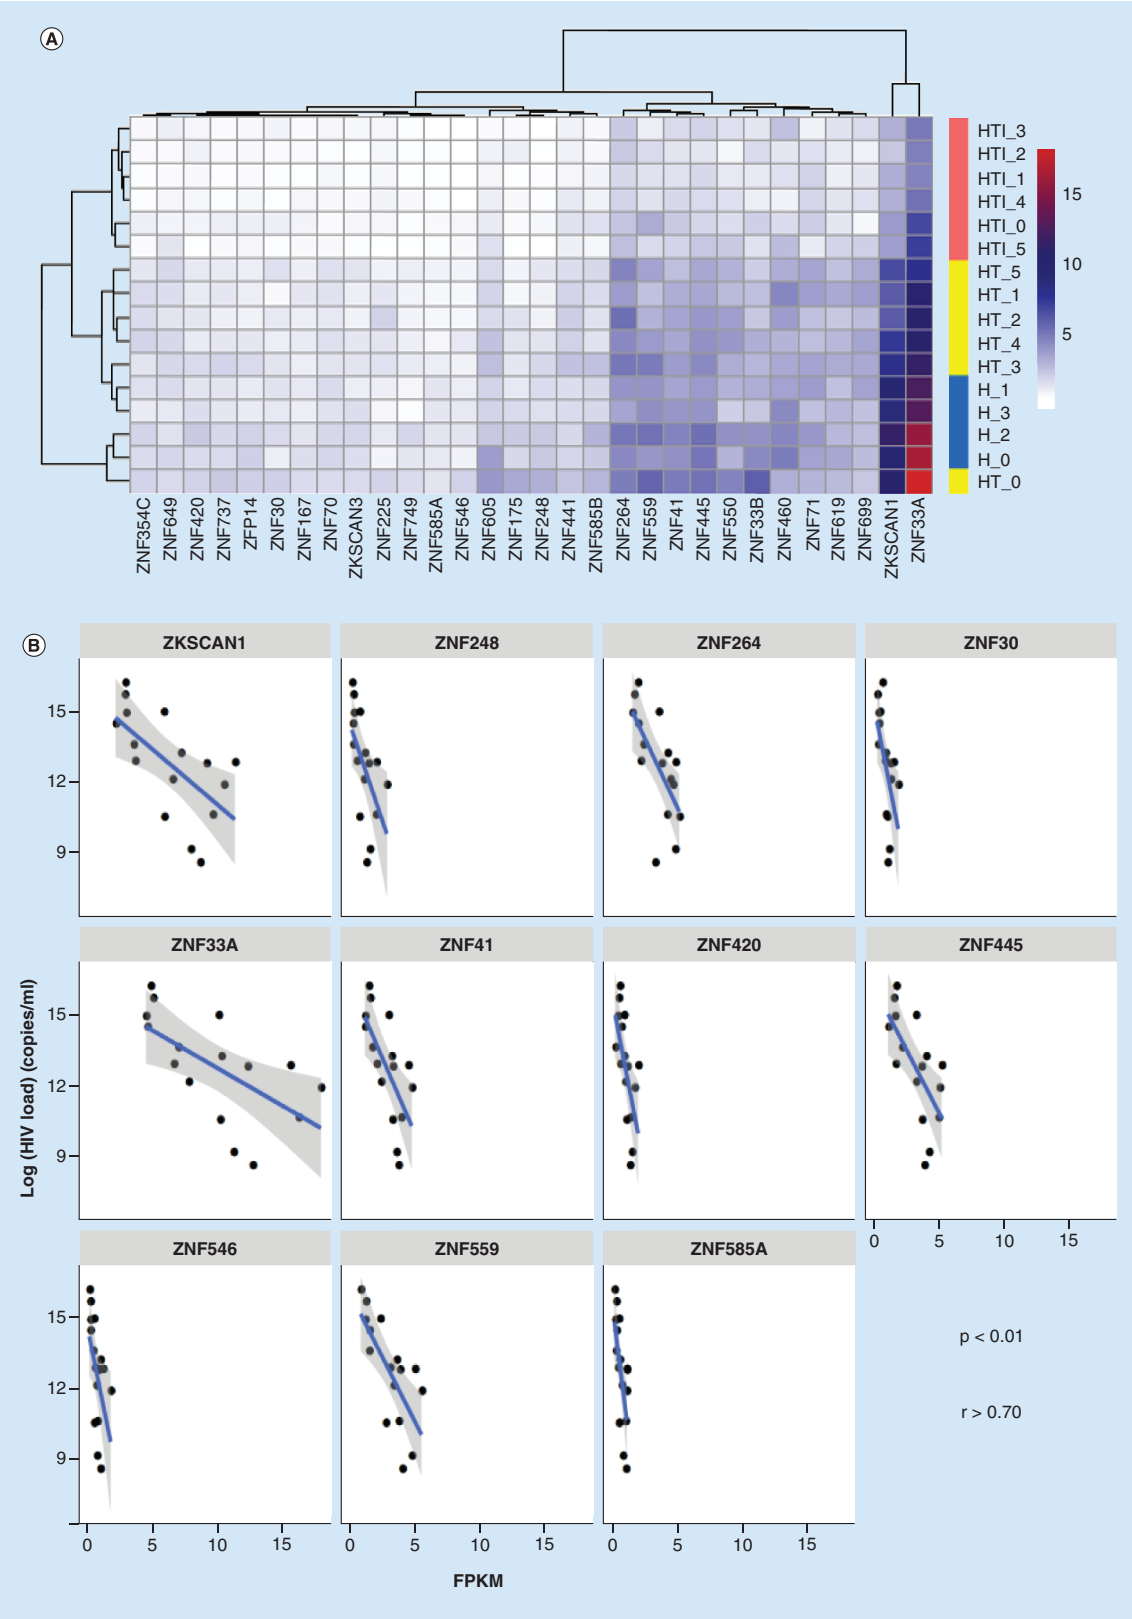 A
HTI_3
HTI_2
HTI_1
HTI_4
HTI_0
HTI_5
HT_5
HT_1
HT_2
HT_4
HT_3
H_1
H_3
H_2
H_0
HT_0
15
10
5
ZNF354C ZNF649 ZNF420 ZNF737 ZFP14 ZNF30 ZNF167 ZNF70 ZKSCAN3 ZNF225 ZNF749 ZNF585A ZNF546 ZNF605 ZNF175 ZNF248 ZNF441 ZNF585B ZNF264 ZNF559 ZNF41 ZNF445 ZNF550 ZNF33B ZNF460 ZNF71 ZNF619 ZNF699 ZKSCAN1 ZNF33A
B
ZKSCAN1 ZNF248 ZNF264 ZNF30
15
12
9
ZNF33A ZNF41 ZNF420 ZNF445
15
12
9
0 5 10 15
Log (HIV load) (copies/ml)
ZNF546 ZNF559 ZNF585A
15
12
9
p < 0.01
r > 0.70
0 5 10 15 0 5 10 15 0 5 10 15
FPKM